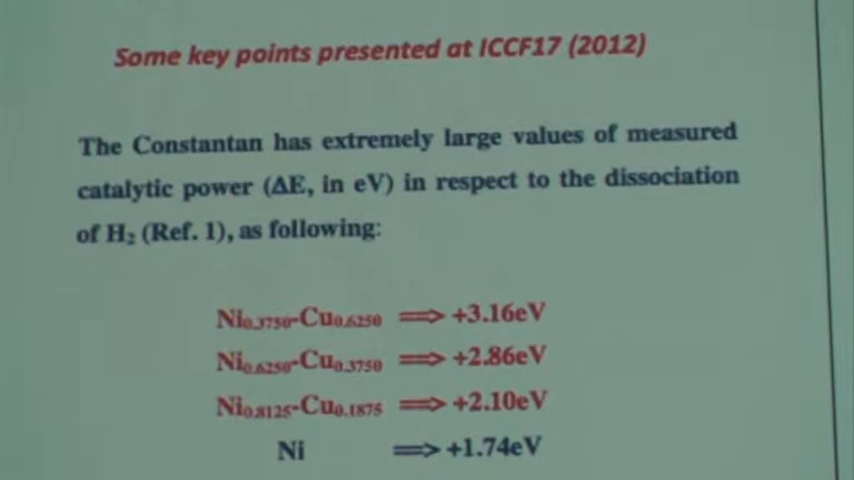 Some key points presented at ICCF17 (2012)
The Constantan has extremely large values of measured
catalytic power (ΔE, in eV) in respect to the dissociation
of H₂ (Ref. 1), as following:
Ni₀.₃₇₅₀-Cu₀.₆₂₅₀ ⟹ +3.16eV
Ni₀.₆₂₅₀-Cu₀.₃₇₅₀ ⟹ +2.86eV
Ni₀.₈₁₂₅-Cu₀.₁₈₇₅ ⟹ +2.10eV
Ni ⟹ +1.74eV